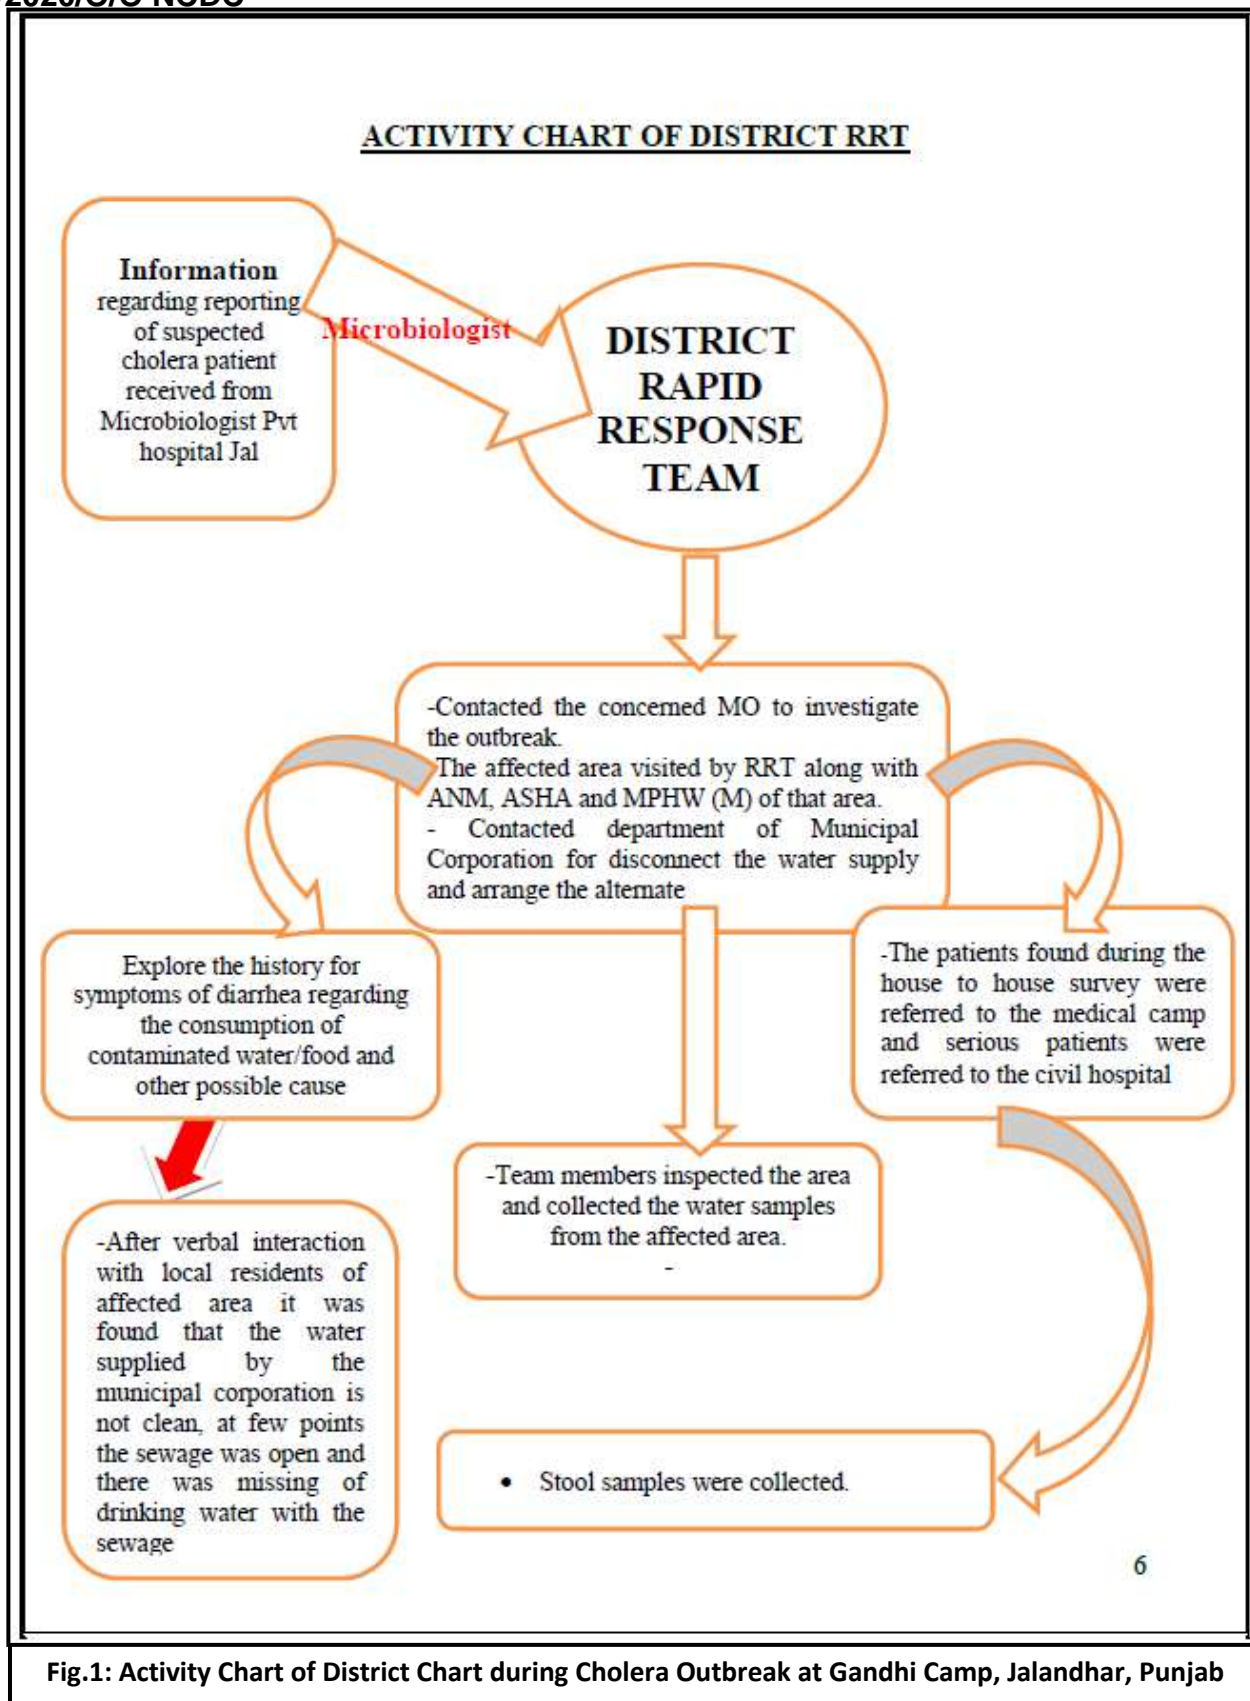 2020/O/O NCDC
ACTIVITY CHART OF DISTRICT RRT
Information
regarding reporting
of suspected
cholera patient
received from
Microbiologist Pvt
hospital Jal
Microbiologist
DISTRICT
RAPID
RESPONSE
TEAM
-Contacted the concerned MO to investigate
the outbreak.
-The affected area visited by RRT along with
ANM, ASHA and MPHW (M) of that area.
- Contacted department of Municipal
Corporation for disconnect the water supply
and arrange the alternate
Explore the history for
symptoms of diarrhea regarding
the consumption of
contaminated water/food and
other possible cause
-The patients found during the
house to house survey were
referred to the medical camp
and serious patients were
referred to the civil hospital
-Team members inspected the area
and collected the water samples
from the affected area.
-
-After verbal interaction
with local residents of
affected area it was
found that the water
supplied by the
municipal corporation is
not clean, at few points
the sewage was open and
there was missing of
drinking water with the
sewage
• Stool samples were collected.
6
Fig.1: Activity Chart of District Chart during Cholera Outbreak at Gandhi Camp, Jalandhar, Punjab